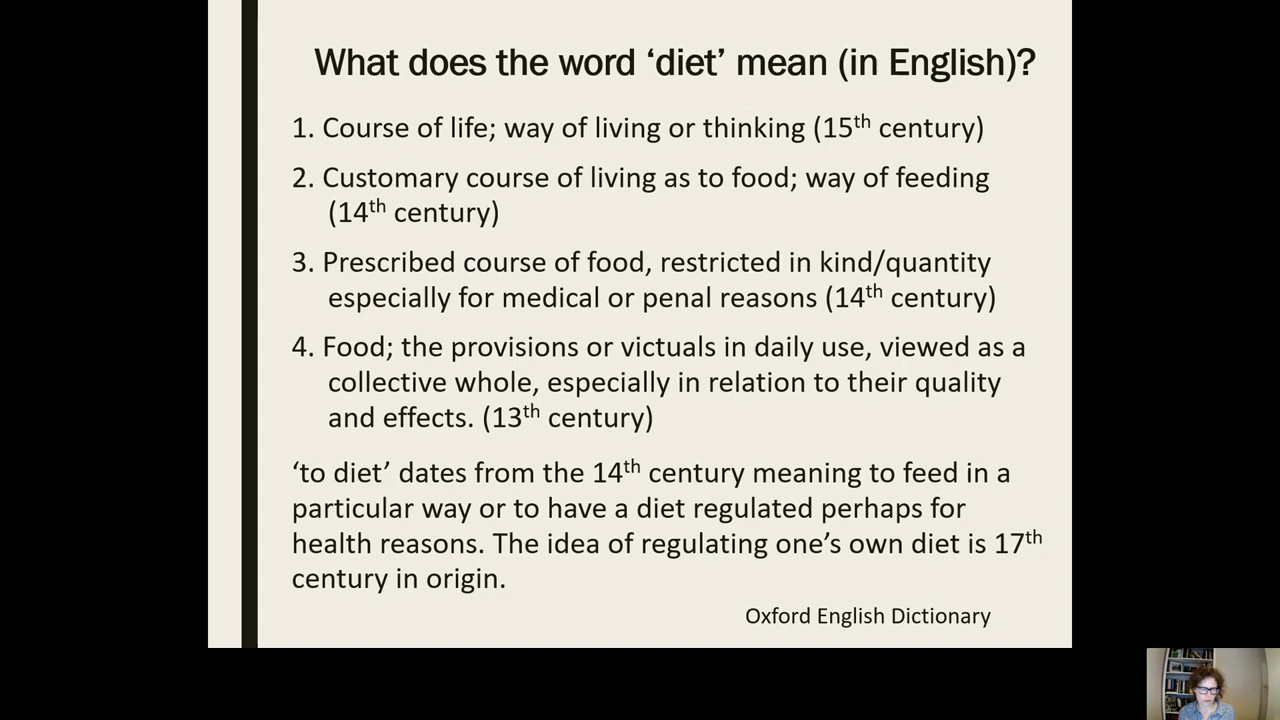 What does the word ‘diet’ mean (in English)?
1. Course of life; way of living or thinking (15th century)
2. Customary course of living as to food; way of feeding
(14th century)
3. Prescribed course of food, restricted in kind/quantity
especially for medical or penal reasons (14th century)
4. Food; the provisions or victuals in daily use, viewed as a
collective whole, especially in relation to their quality
and effects. (13th century)
‘to diet’ dates from the 14th century meaning to feed in a
particular way or to have a diet regulated perhaps for
health reasons. The idea of regulating one’s own diet is 17th
century in origin.
Oxford English Dictionary